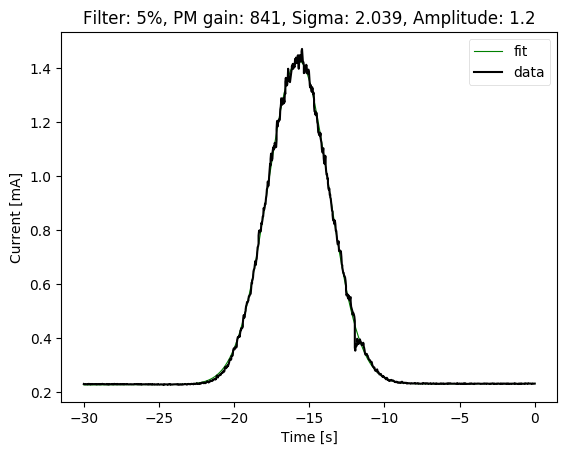 Filter: 5%, PM gain: 841, Sigma: 2.039, Amplitude: 1.2
fit
data
1.4
1.2
1.0
0.8
0.6
0.4
0.2
Current [mA]
−30
−25
−20
−15
−10
−5
0
Time [s]